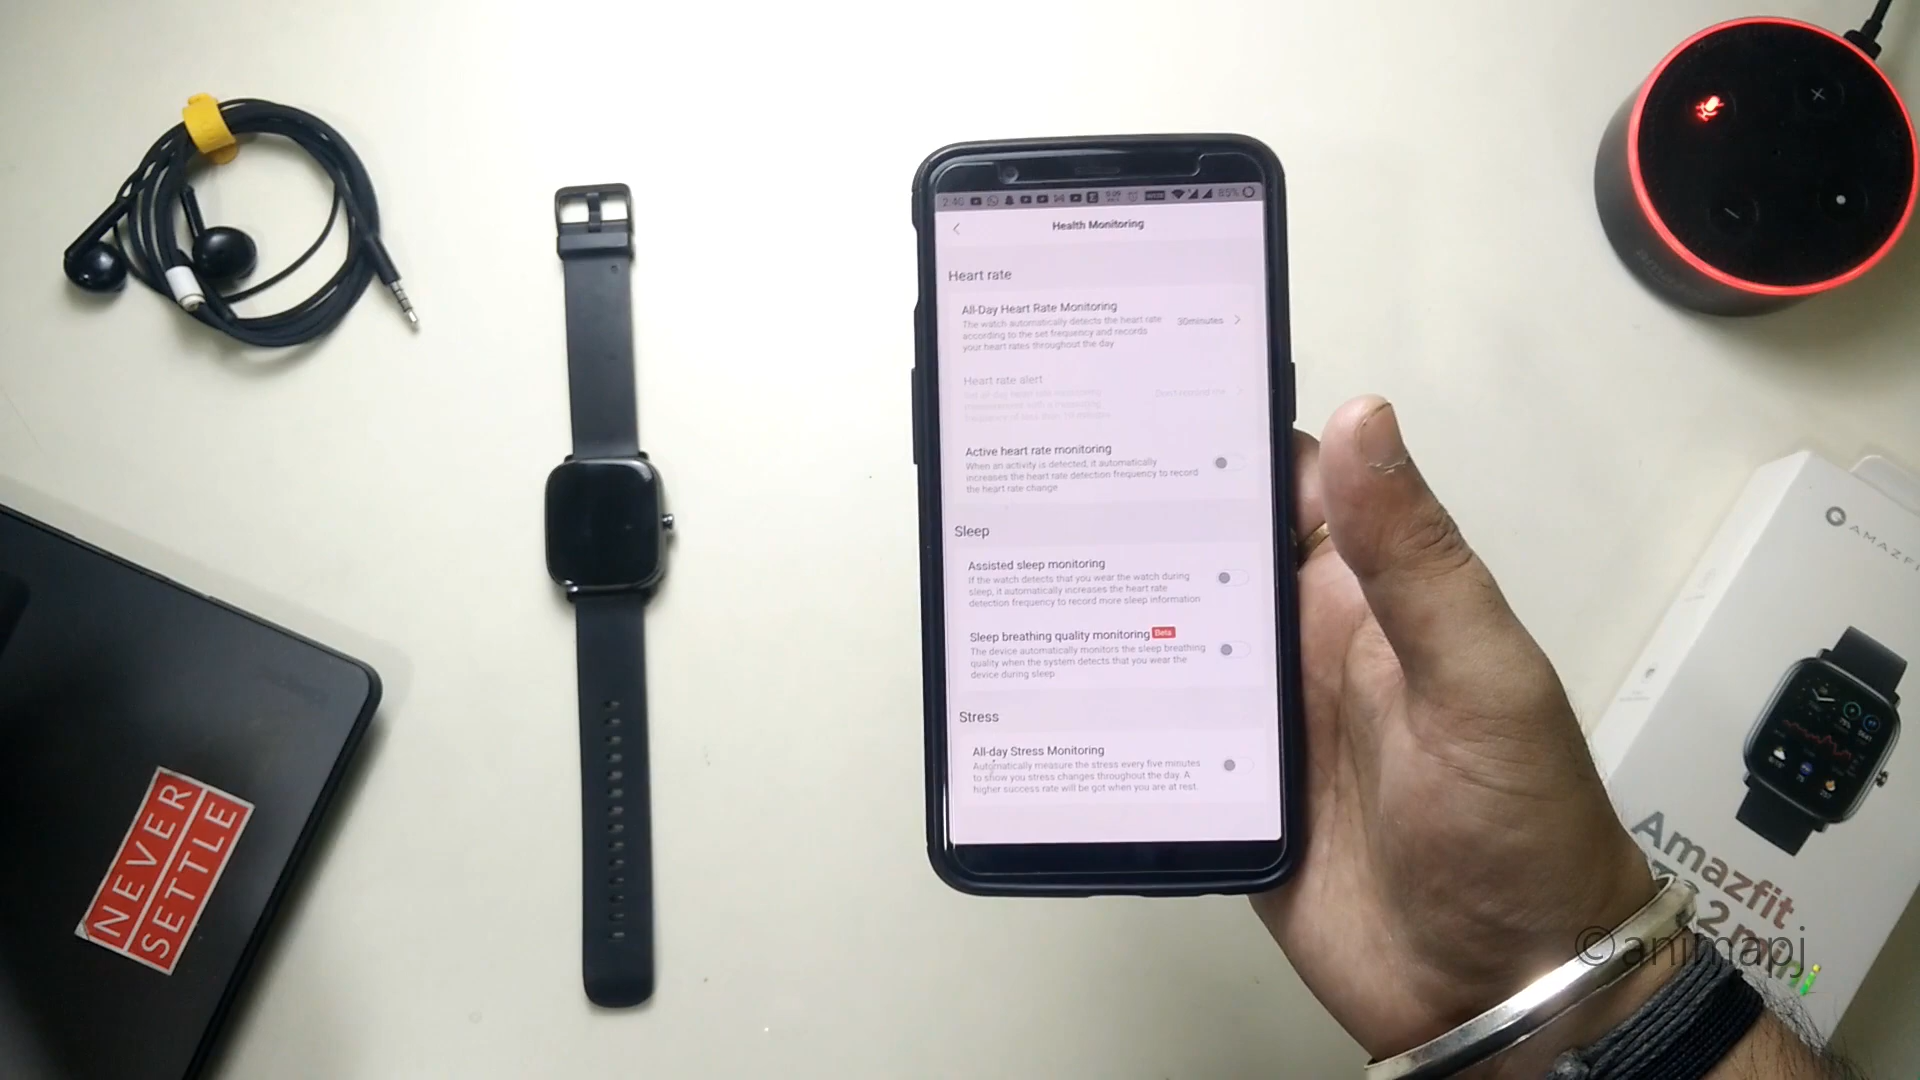 2:46
85%
Health Monitoring
Heart rate
All-Day Heart Rate Monitoring
The watch automatically detects the heart rate
according to the set frequency and records
your heart rates throughout the day
30minutes
Heart rate alert
Active heart rate monitoring
When an activity is detected, it automatically
increases the heart rate detection frequency to record
the heart rate change
Sleep
Assisted sleep monitoring
If the watch detects that you wear the watch during
sleep, it automatically increases the heart rate
detection frequency to record more sleep information
Sleep breathing quality monitoring Beta
The device automatically monitors the sleep breathing
quality when the system detects that you wear the
device during sleep
Stress
All-day Stress Monitoring
Automatically measure the stress every five minutes
to show you stress changes throughout the day. A
higher success rate will be got when you are at rest.
NEVER
SETTLE
AMAZFI
Amazfit
2 mini
©animapj